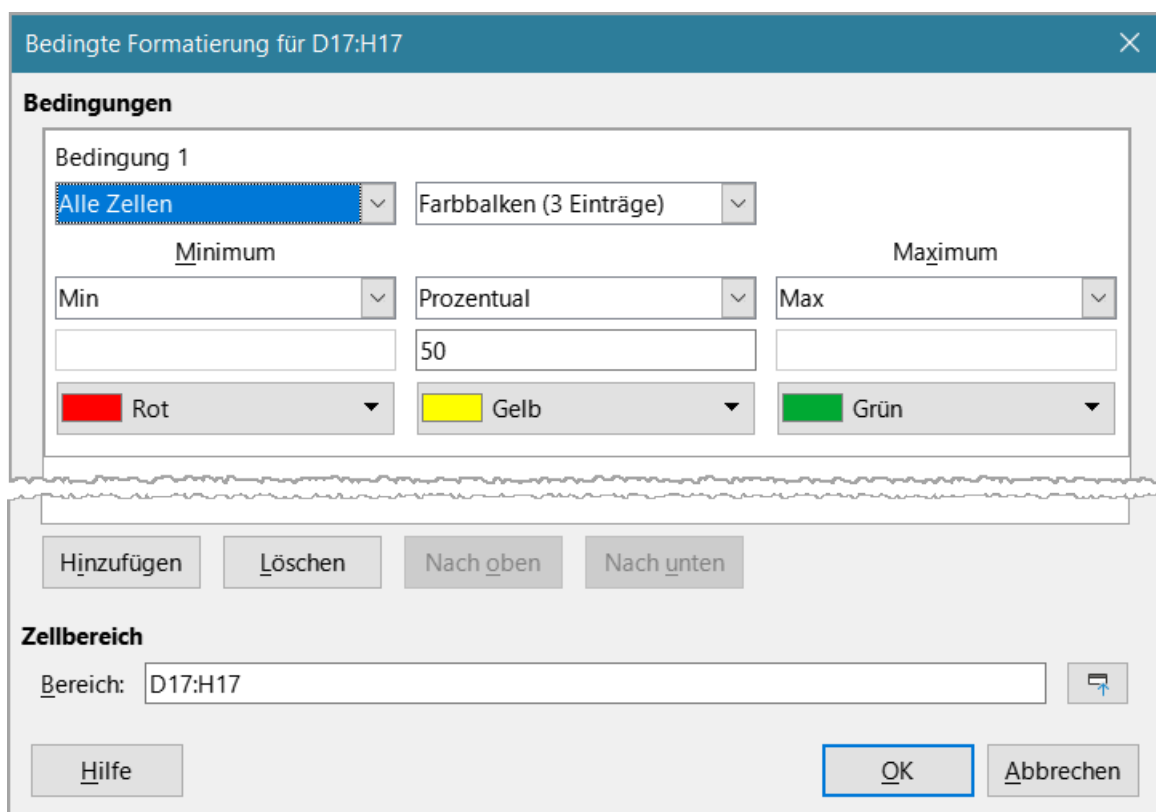 Bedingte Formatierung für D17:H17
Bedingungen
Bedingung 1
Alle Zellen Farbbalken (3 Einträge)
Minimum Maximum
Min Prozentual Max
50
Rot Gelb Grün
Hinzufügen Löschen Nach oben Nach unten
Zellbereich
Bereich: D17:H17
Hilfe OK Abbrechen